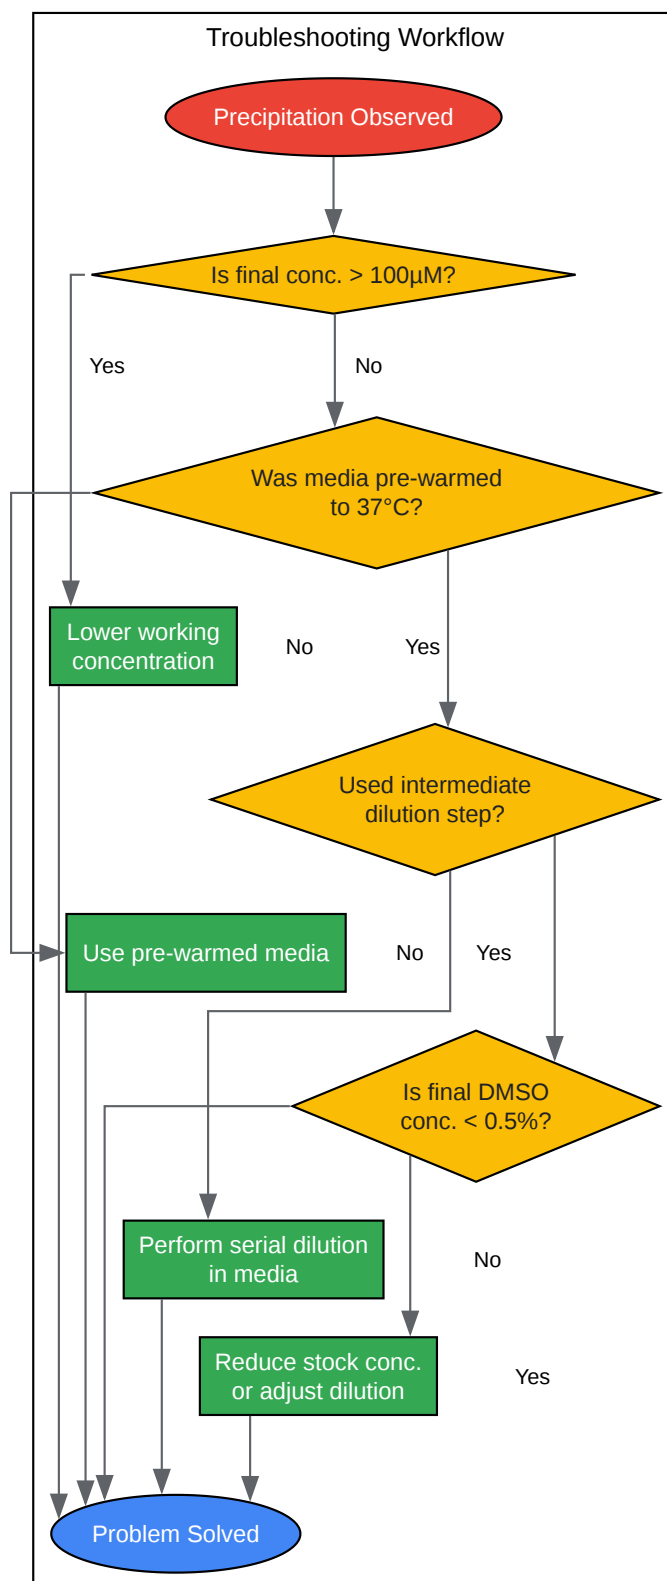 Troubleshooting Workflow
Precipitation Observed
Is final conc. > 100µM?
Yes
No
Was media pre-warmed
to 37°C?
Lower working
concentration
No
Yes
Used intermediate
dilution step?
Use pre-warmed media
No
Yes
Is final DMSO
conc. < 0.5%?
Perform serial dilution
in media
No
Reduce stock conc.
or adjust dilution
Yes
Problem Solved